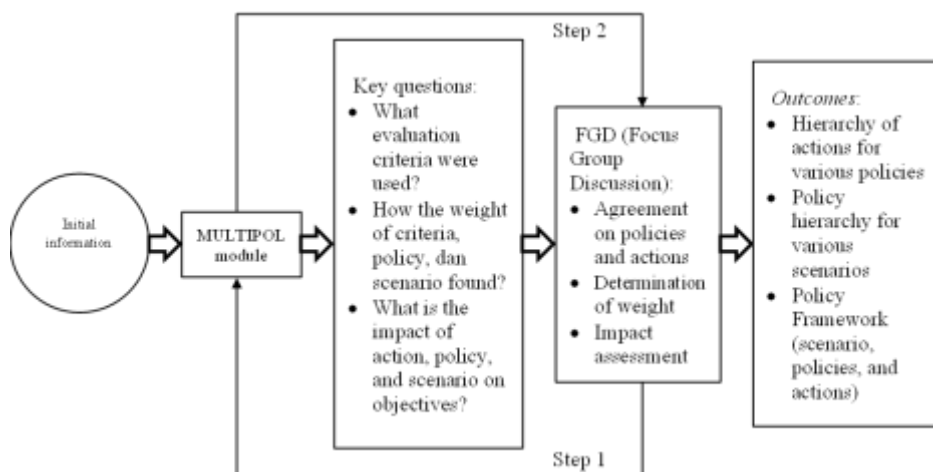 Step 2
Initial
information
MULTIPOL
module
Key questions:
• What
evaluation
criteria were
used?
• How the weight
of criteria,
policy, dan
scenario found?
• What is the
impact of
action, policy,
and scenario on
objectives?
FGD (Focus
Group
Discussion):
• Agreement
on policies
and actions
• Determination
of weight
• Impact
assessment
Outcomes:
• Hierarchy of
actions for
various policies
• Policy
hierarchy for
various
scenarios
• Policy
Framework
(scenario,
policies, and
actions)
Step 1